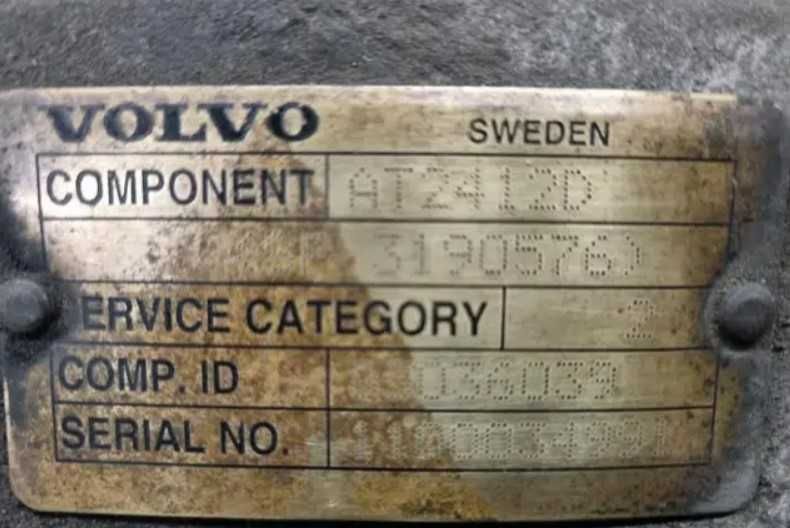 VOLVO SWEDEN
COMPONENT AT2412D
3190576)
ERVICE CATEGORY 2
COMP. ID 036039
SERIAL NO.